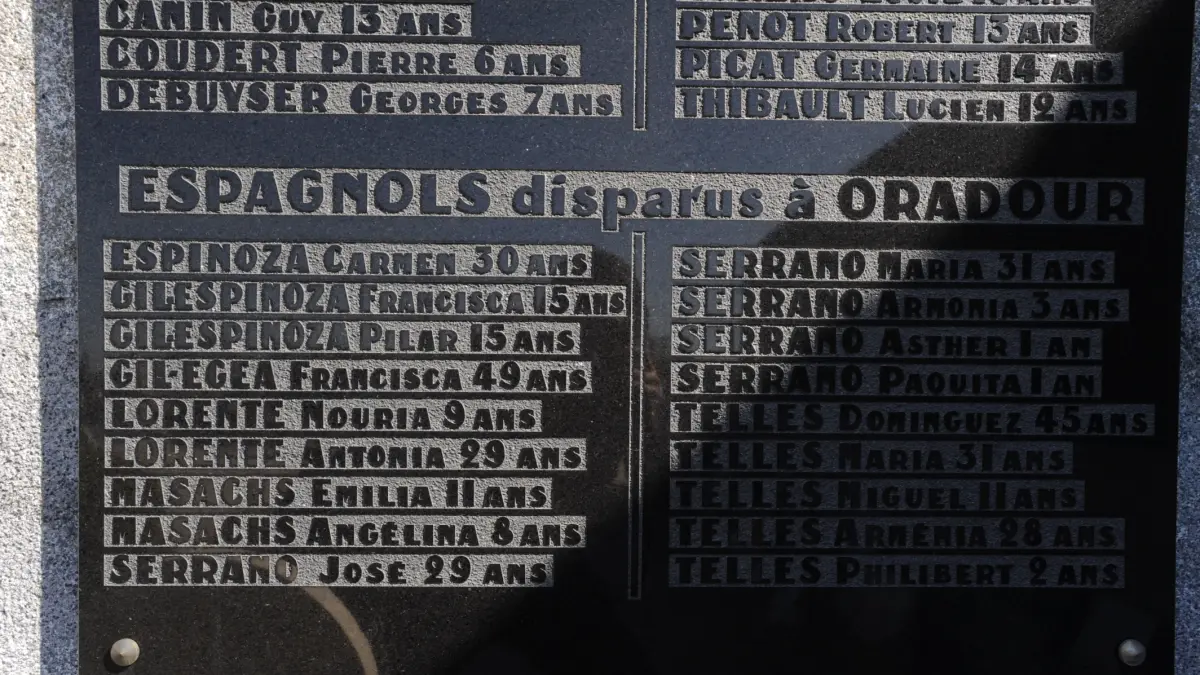 CANIN GUY 13 ANS
COUDERT PIERRE 6 ANS
DEBUYSER GEORGES 7 ANS
PENOT ROBERT 13 ANS
PICAT GERMAINE 14 ANS
THIBAULT LUCIEN 12 ANS
ESPAGNOLS disparus à ORADOUR
ESPINOZA CARMEN 30 ANS
GIL-ESPINOZA FRANCISCA 15 ANS
GIL-ESPINOZA PILAR 15 ANS
GIL-EGEA FRANCISCA 49 ANS
LORENTE NOURIA 9 ANS
LORENTE ANTONIA 29 ANS
MASACHS EMILIA 11 ANS
MASACHS ANGÉLINA 8 ANS
SERRANO JOSÉ 29 ANS
SERRANO MARIA 31 ANS
SERRANO ARMONIA 3 ANS
SERRANO ASTHER 1 AN
SERRANO PAQUITA 1 AN
TELLES DOMINGUEZ 45 ANS
TELLES MARIA 31 ANS
TELLES MIGUEL 11 ANS
TELLES ARMÉNIA 28 ANS
TELLES PHILIBERT 2 ANS